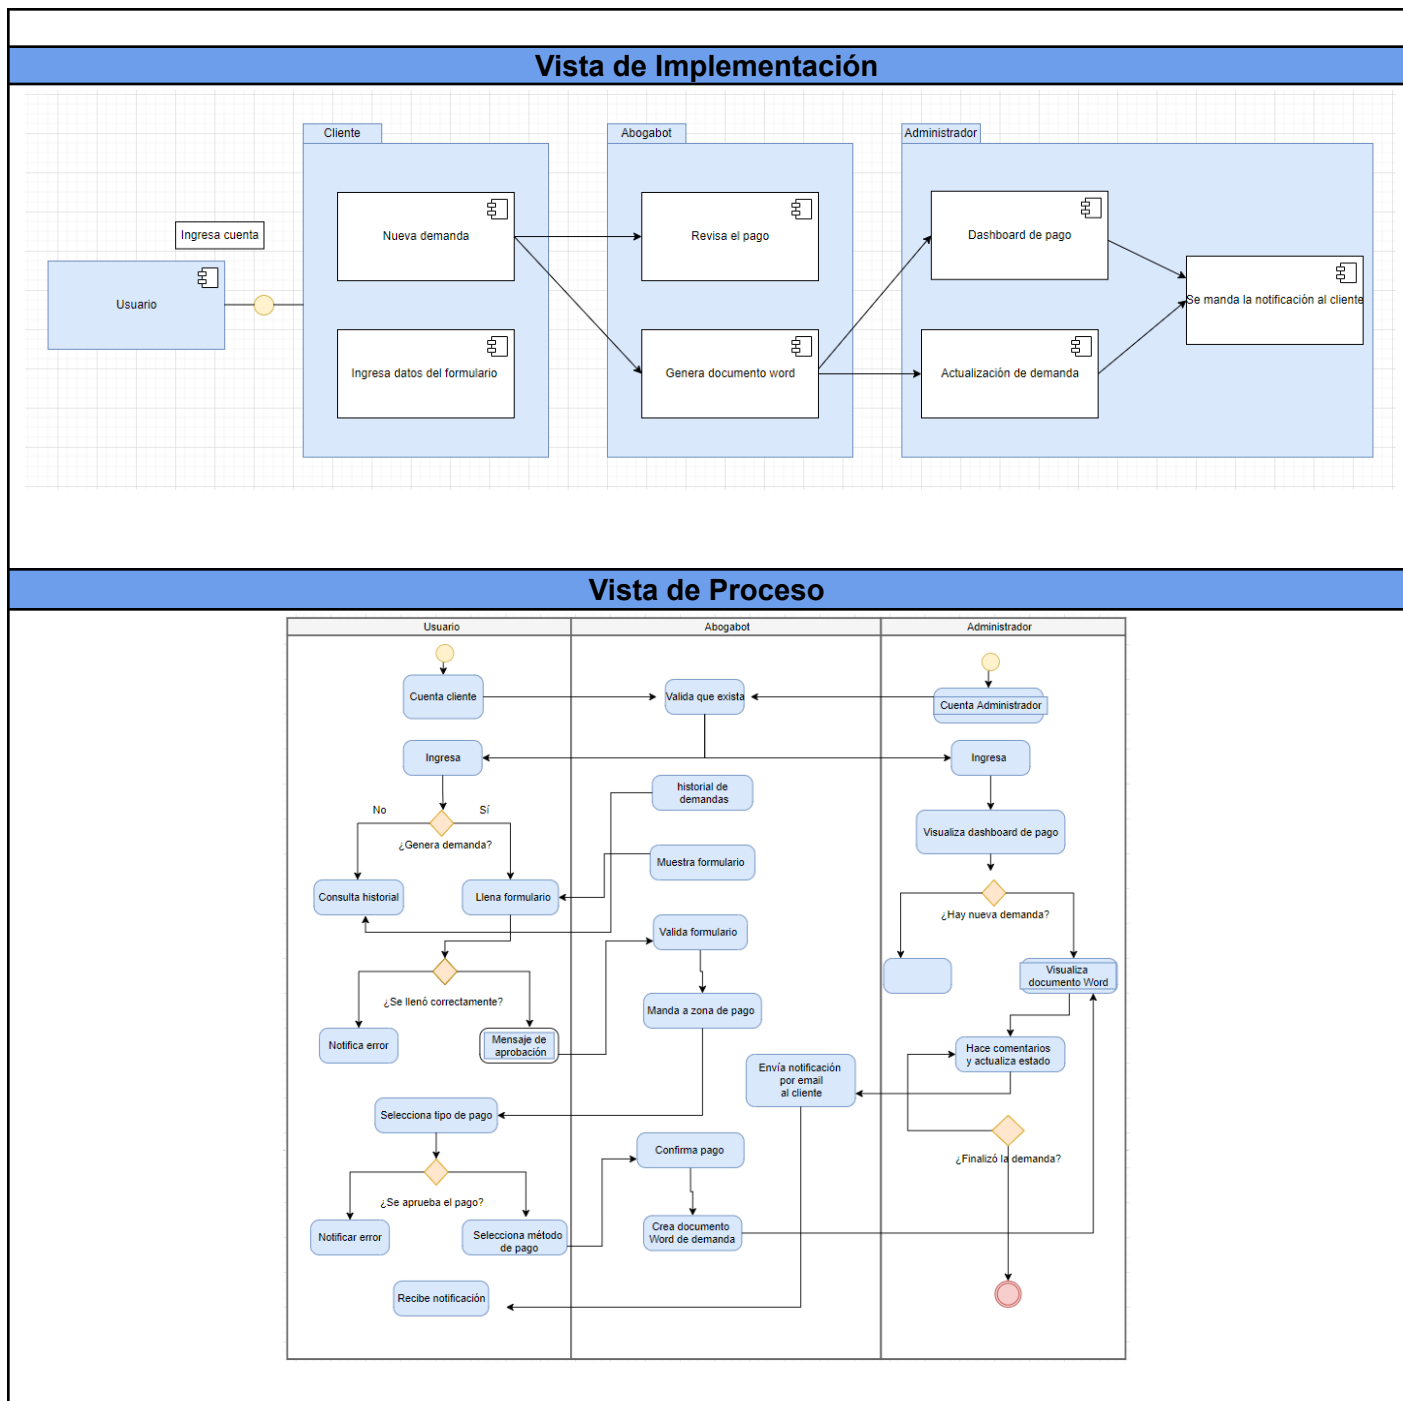 Vista de Implementación
Cliente
Abogabot
Administrador
Nueva demanda
Revisa el pago
Dashboard de pago
Ingresa cuenta
Usuario
Se manda la notificación al cliente
Ingresa datos del formulario
Genera documento word
Actualización de demanda
Vista de Proceso
Usuario
Abogabot
Administrador
Cuenta cliente
Valida que exista
Cuenta Administrador
Ingresa
Ingresa
historial de
demandas
No
Sí
¿Genera demanda?
Visualiza dashboard de pago
Muestra formulario
Consulta historial
Llena formulario
¿Hay nueva demanda?
Valida formulario
Visualiza
documento Word
¿Se llenó correctamente?
Manda a zona de pago
Notifica error
Mensaje de
aprobación
Hace comentarios
y actualiza estado
Envía notificación
por email
al cliente
Selecciona tipo de pago
Confirma pago
¿Finalizó la demanda?
¿Se aprueba el pago?
Notificar error
Selecciona método
de pago
Crea documento
Word de demanda
Recibe notificación